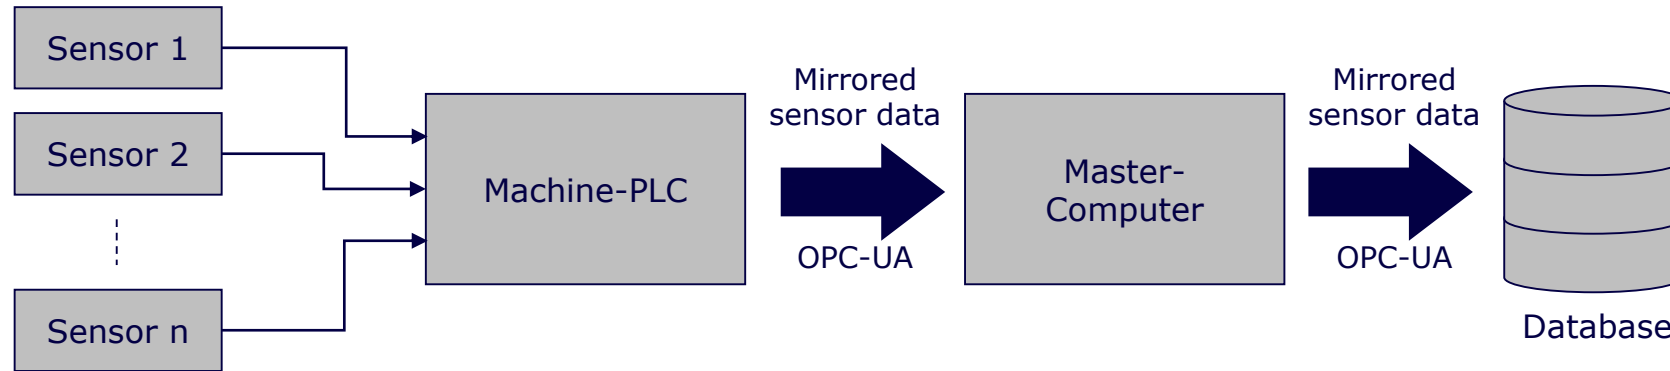 Sensor 1
Sensor 2
Sensor n
Machine-PLC
Mirrored
sensor data
OPC-UA
Master-
Computer
Mirrored
sensor data
OPC-UA
Database